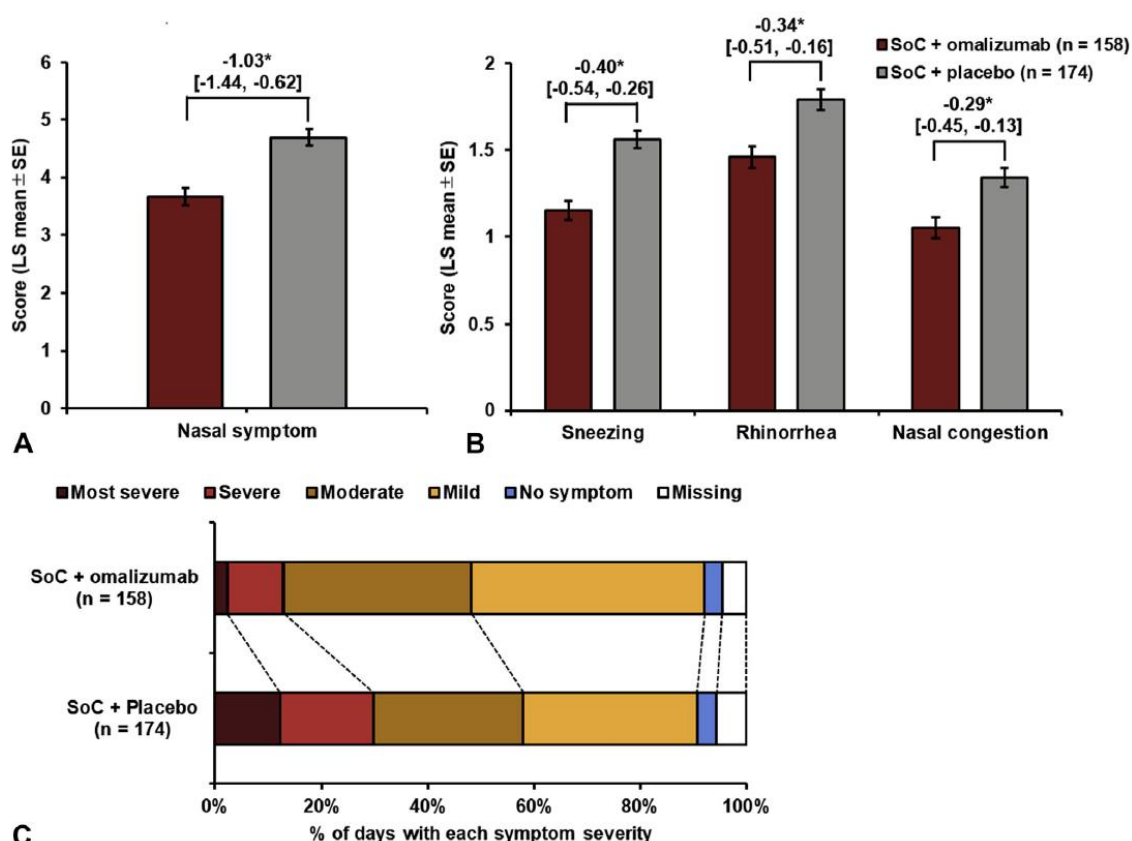 -1.03*
[-1.44, -0.62]
6
5
4
3
2
1
0
Score (LS mean ± SE)
Nasal symptom
A
-0.34*
[-0.51, -0.16]
-0.40*
[-0.54, -0.26]
-0.29*
[-0.45, -0.13]
SoC + omalizumab (n = 158)
SoC + placebo (n = 174)
2
1.5
1
0.5
0
Score (LS mean ± SE)
Sneezing Rhinorrhea Nasal congestion
B
Most severe Severe Moderate Mild No symptom Missing
SoC + omalizumab
(n = 158)
SoC + Placebo
(n = 174)
0% 20% 40% 60% 80% 100%
% of days with each symptom severity
C